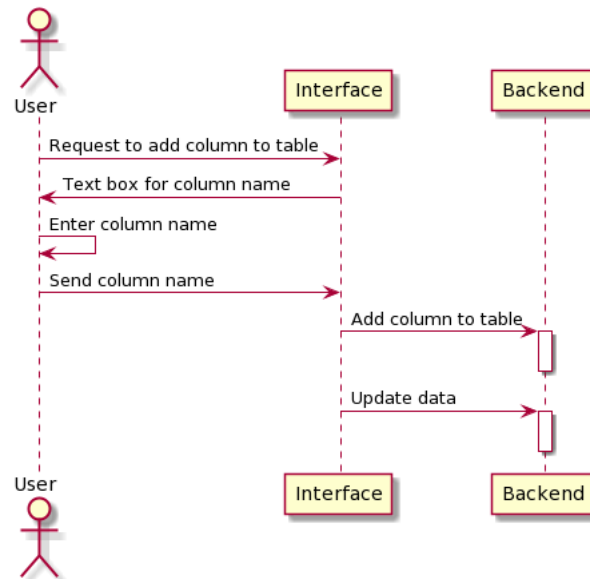 User
Interface
Backend
Request to add column to table
Text box for column name
Enter column name
Send column name
Add column to table
Update data
User
Interface
Backend